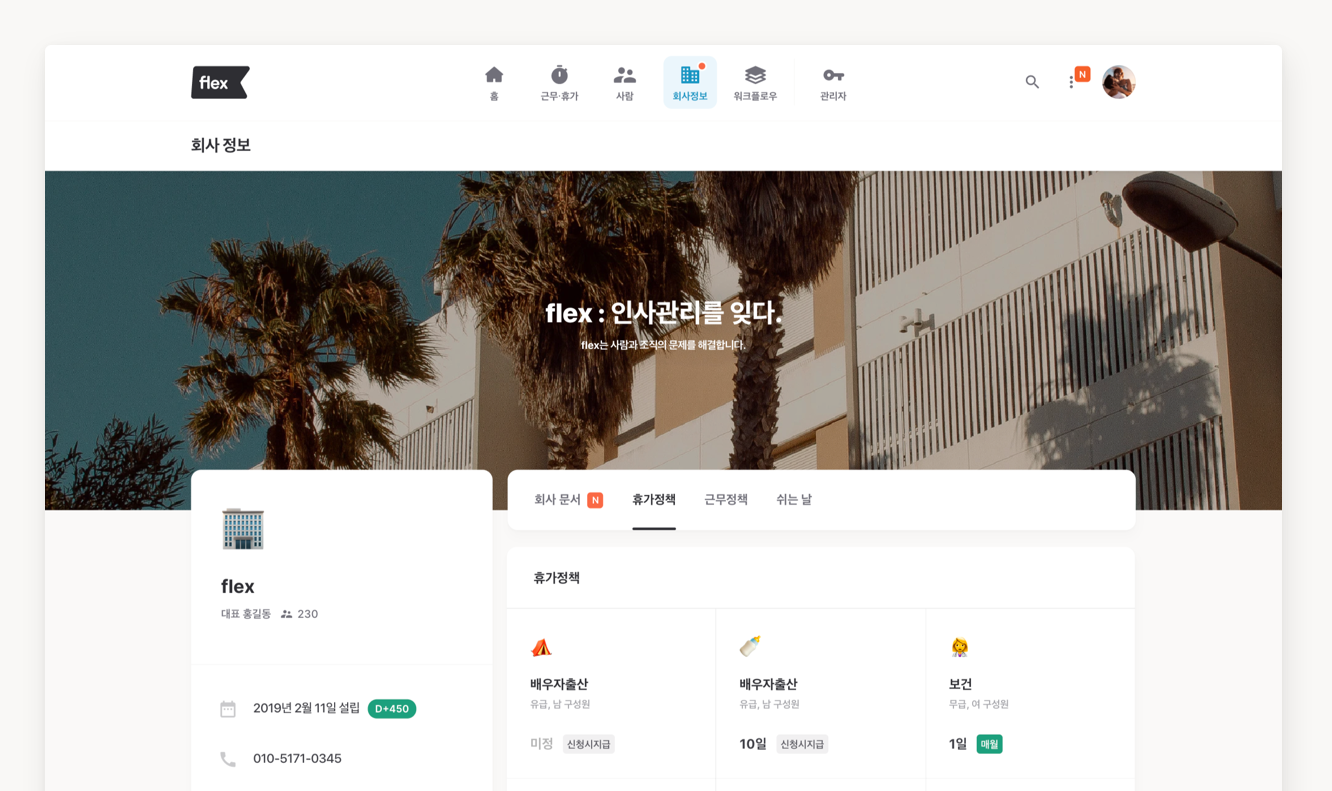 flex
홈
근무·휴가
사람
회사정보
워크플로우
관리자
N
회사 정보
flex : 인사관리를 잊다.
flex는 사람과 조직의 문제를 해결합니다.
회사 문서 N
휴가정책
근무정책
쉬는 날
flex
대표 홍길동 230
2019년 2월 11일 설립 D+450
010-5171-0345
휴가정책
배우자출산
유급, 남 구성원
미정 신청시지급
배우자출산
유급, 남 구성원
10일 신청시지급
보건
무급, 여 구성원
1일 매월